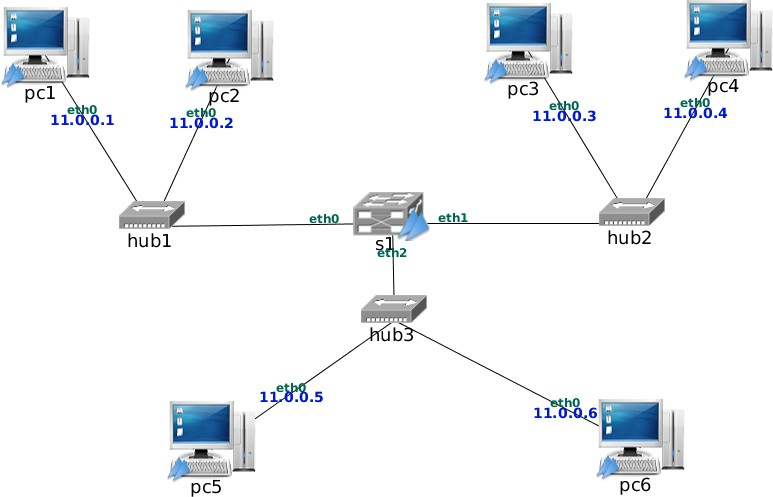 pc1
eth0
11.0.0.1
pc2
eth0
11.0.0.2
pc3
eth0
11.0.0.3
pc4
eth0
11.0.0.4
hub1
eth0
s1
eth1
eth2
hub2
hub3
eth0
11.0.0.5
pc5
eth0
11.0.0.6
pc6